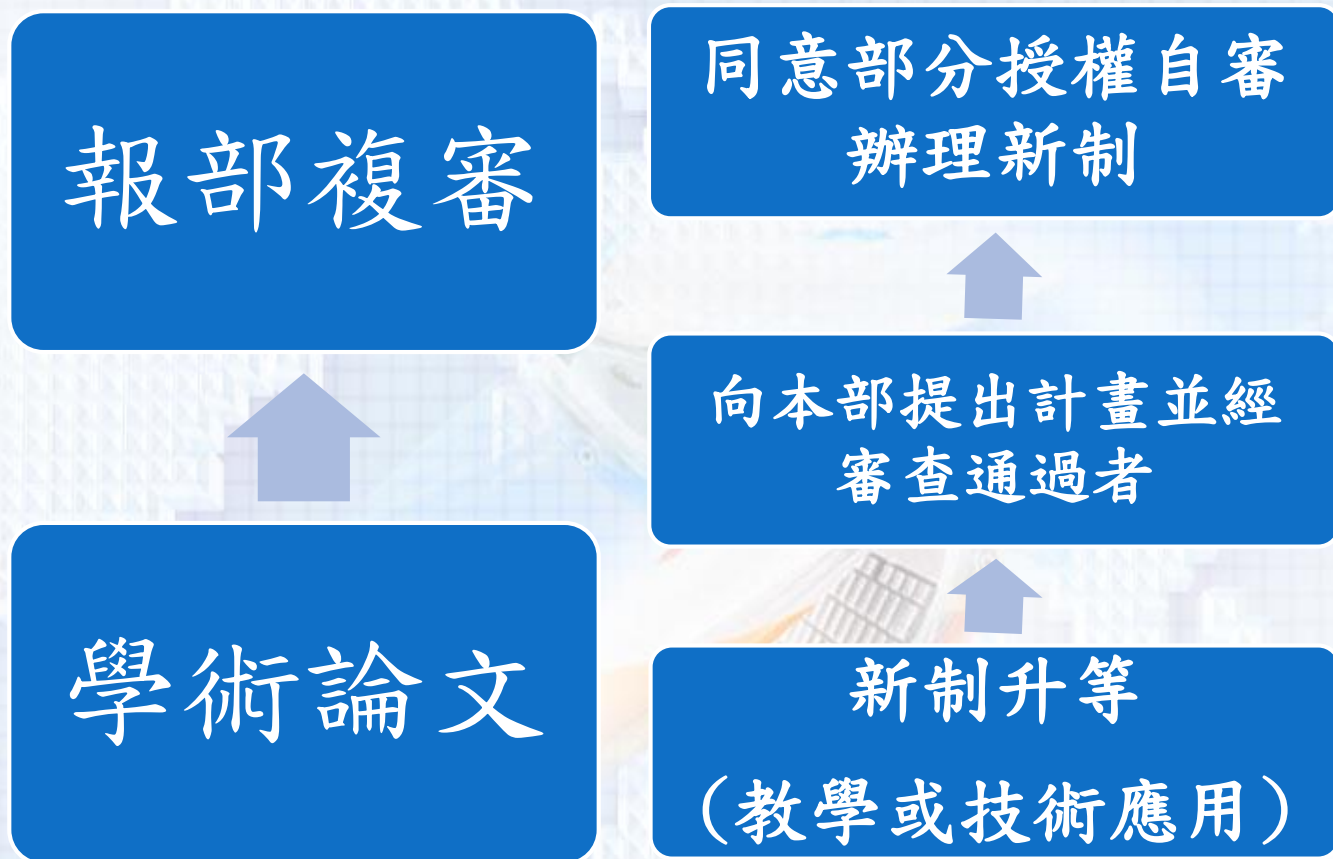 報部複審
學術論文
同意部分授權自審
辦理新制
向本部提出計畫並經
審查通過者
新制升等
(教學或技術應用)